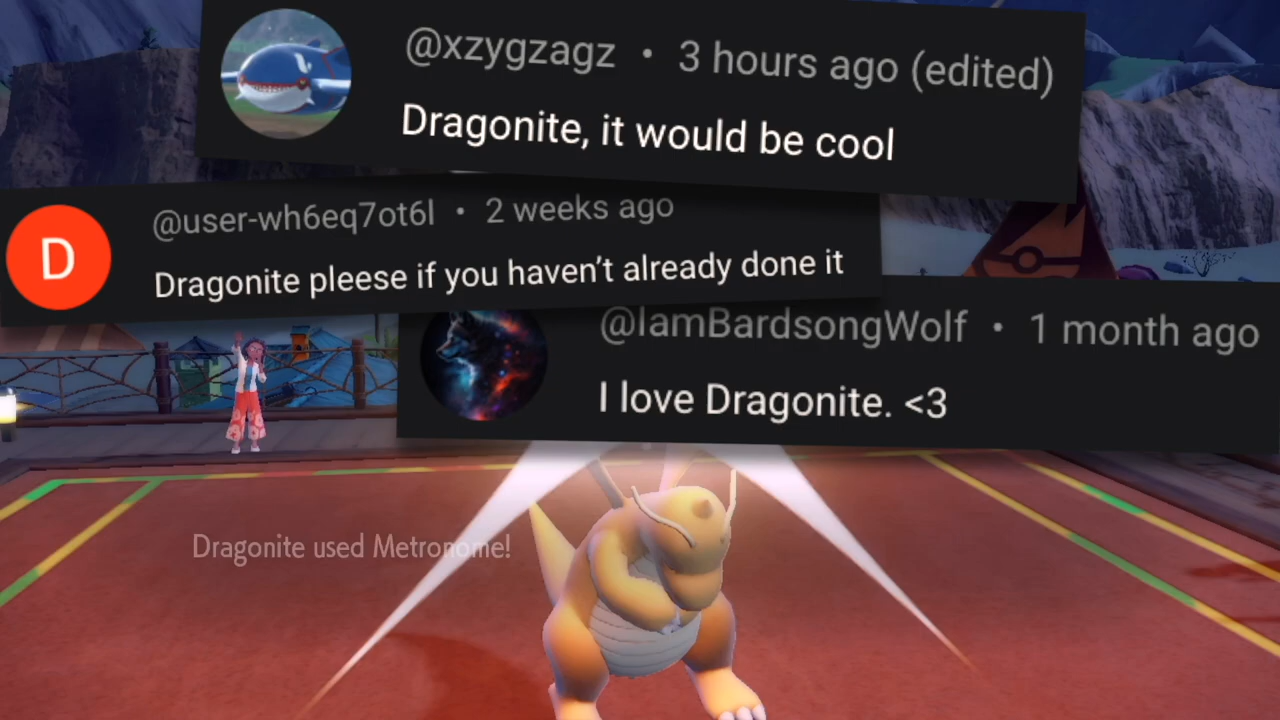 @xzygzagz • 3 hours ago (edited)
Dragonite, it would be cool
D
@user-wh6eq7ot6l • 2 weeks ago
Dragonite pleese if you haven't already done it
@IamBardsongWolf • 1 month ago
I love Dragonite. <3
Dragonite used Metronome!